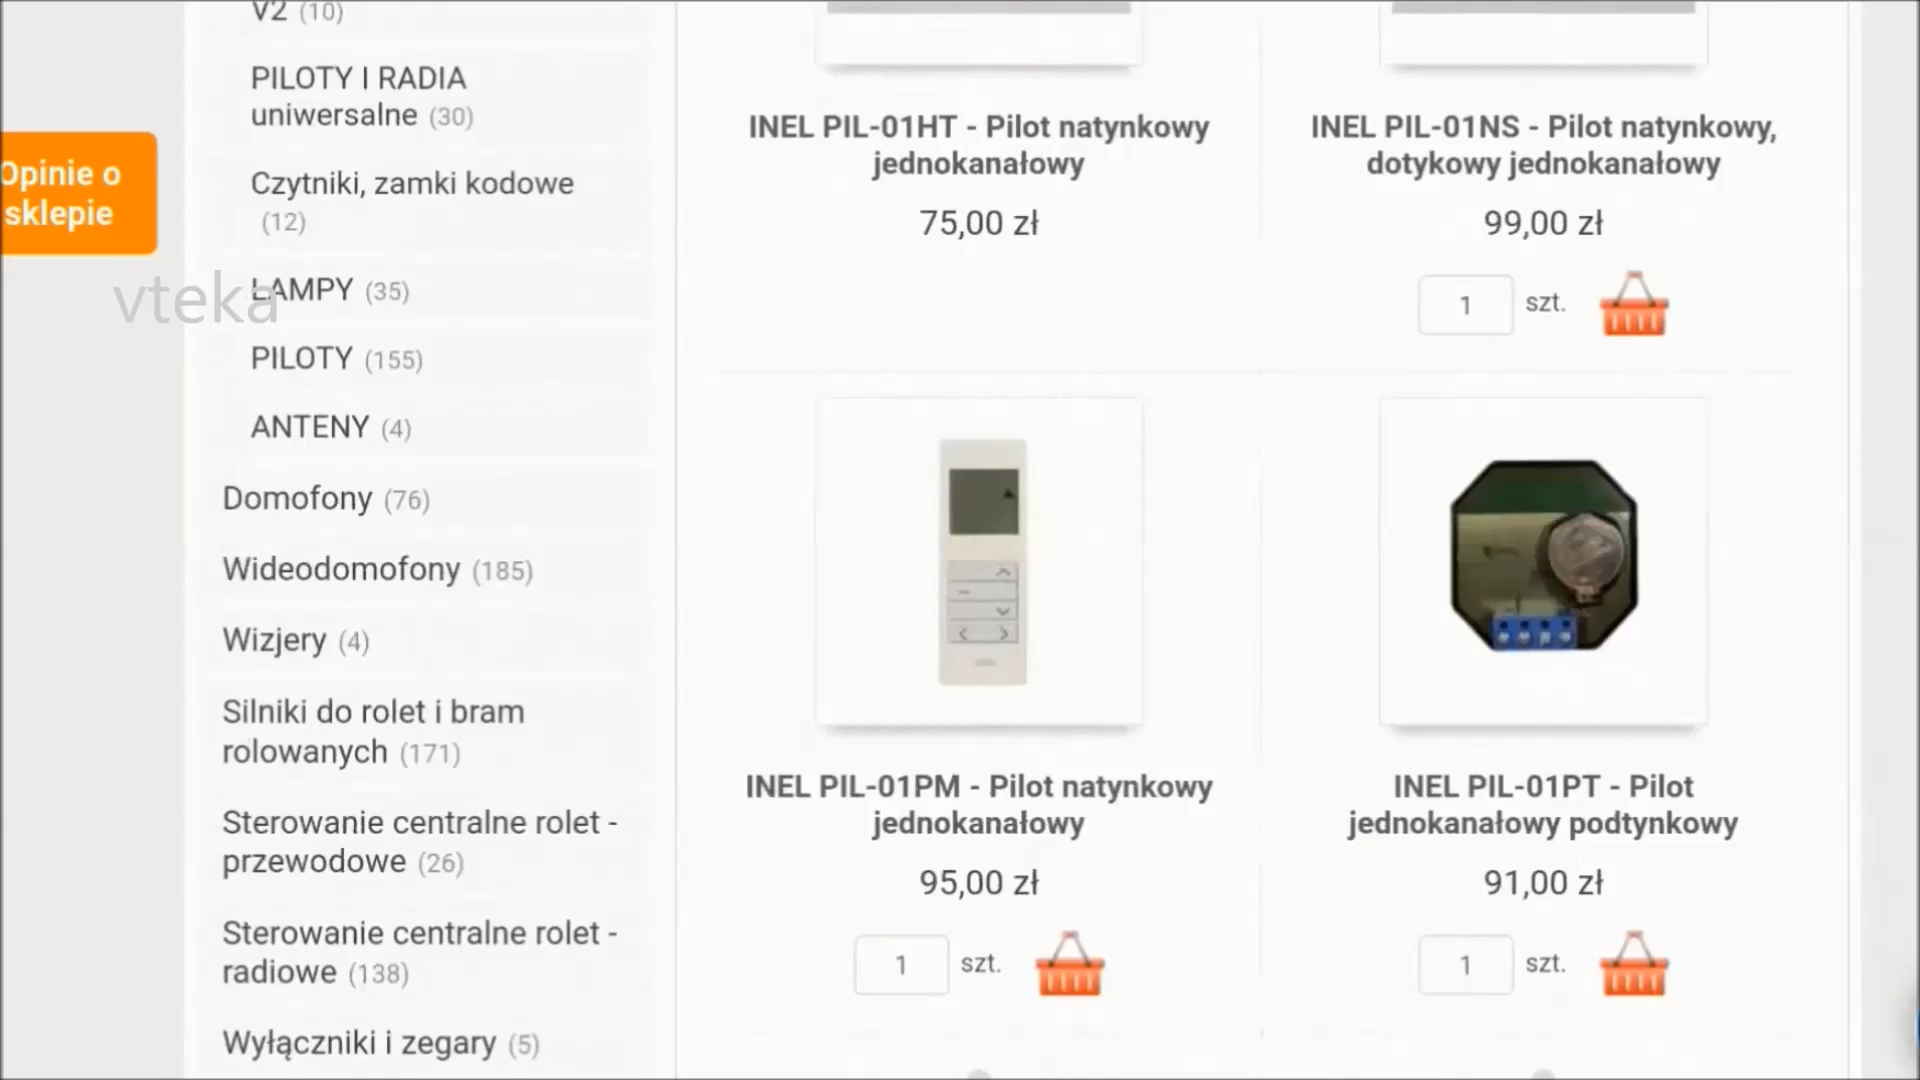 V2 (10)
PILOTY I RADIA
uniwersalne (30)
Czytniki, zamki kodowe
(12)
LAMPY (35)
PILOTY (155)
ANTENY (4)
Domofony (76)
Wideodomofony (185)
Wizjery (4)
Silniki do rolet i bram
rolowanych (171)
Sterowanie centralne rolet -
przewodowe (26)
Sterowanie centralne rolet -
radiowe (138)
Wyłączniki i zegary (5)
Opinie o
sklepie
vteka
INEL PIL-01HT - Pilot natynkowy
jednokanałowy
75,00 zł
INEL PIL-01NS - Pilot natynkowy,
dotykowy jednokanałowy
99,00 zł
1 szt.
INEL PIL-01PM - Pilot natynkowy
jednokanałowy
95,00 zł
1 szt.
INEL PIL-01PT - Pilot
jednokanałowy podtynkowy
91,00 zł
1 szt.